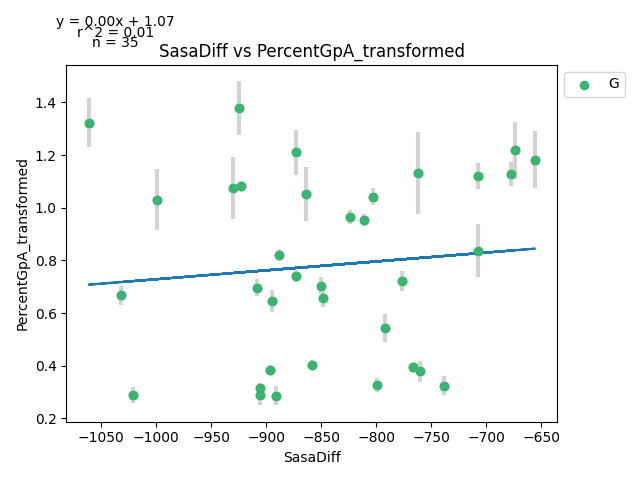 y = 0.00x + 1.07
r^2 = 0.01
n = 35
SasaDiff vs PercentGpA_transformed
G
PercentGpA_transformed
1.4
1.2
1.0
0.8
0.6
0.4
0.2
−1050 −1000 −950 −900 −850 −800 −750 −700 −650
SasaDiff